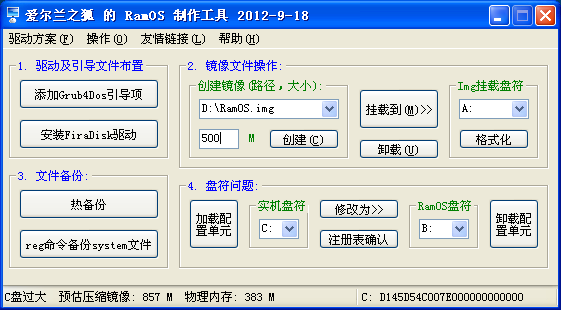 爱尔兰之狐 的 RamOS 制作工具 2012-9-18
驱动方案(F) 操作(O) 友情链接(L) 帮助(H)
1. 驱动及引导文件布置
添加Grub4Dos引导项
安装FiraDisk驱动
2. 镜像文件操作:
创建镜像(路径,大小):
D:\RamOS.img
500 M 创建(C)
挂载到(M)>>
卸载(U)
Img挂载盘符
A:
格式化
3. 文件备份:
热备份
reg命令备份system文件
4. 盘符问题:
加载配
置单元
实机盘符
C:
修改为>>
注册表确认
RamOS盘符
B:
卸载配
置单元
C盘过大 预估压缩镜像: 857 M 物理内存: 383 M C: D145D54C007E000000000000